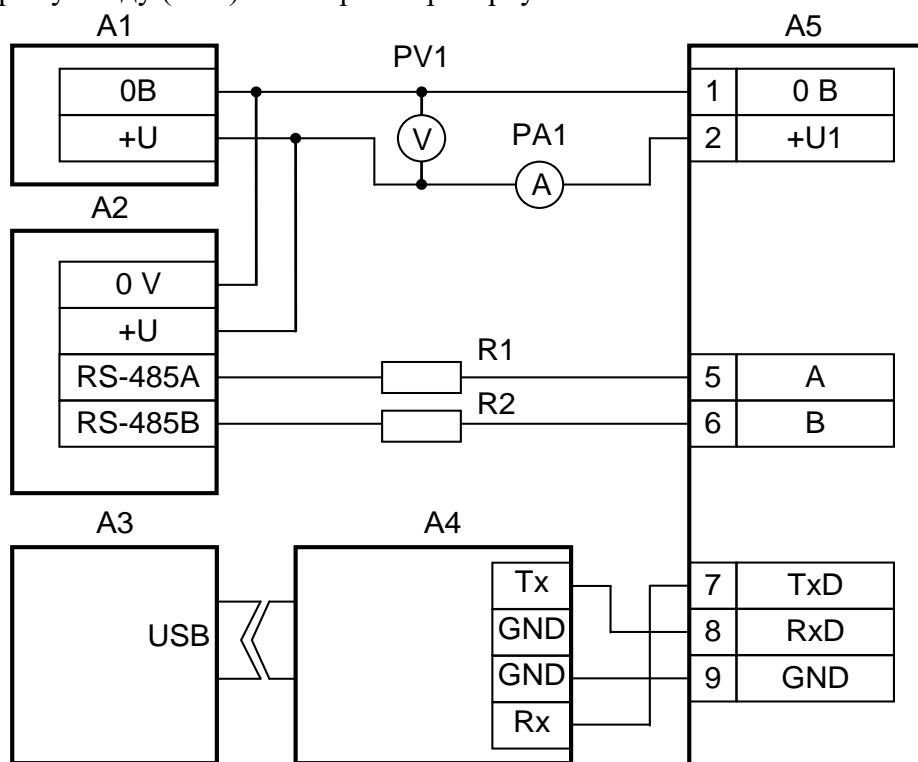 A1
A5
PV1
0В
1
0 В
+U
V
PA1
2
+U1
A
A2
0 V
+U
R1
RS-485A
5
A
R2
RS-485B
6
B
A3
A4
Tx
7
TxD
USB
GND
8
RxD
GND
9
GND
Rx